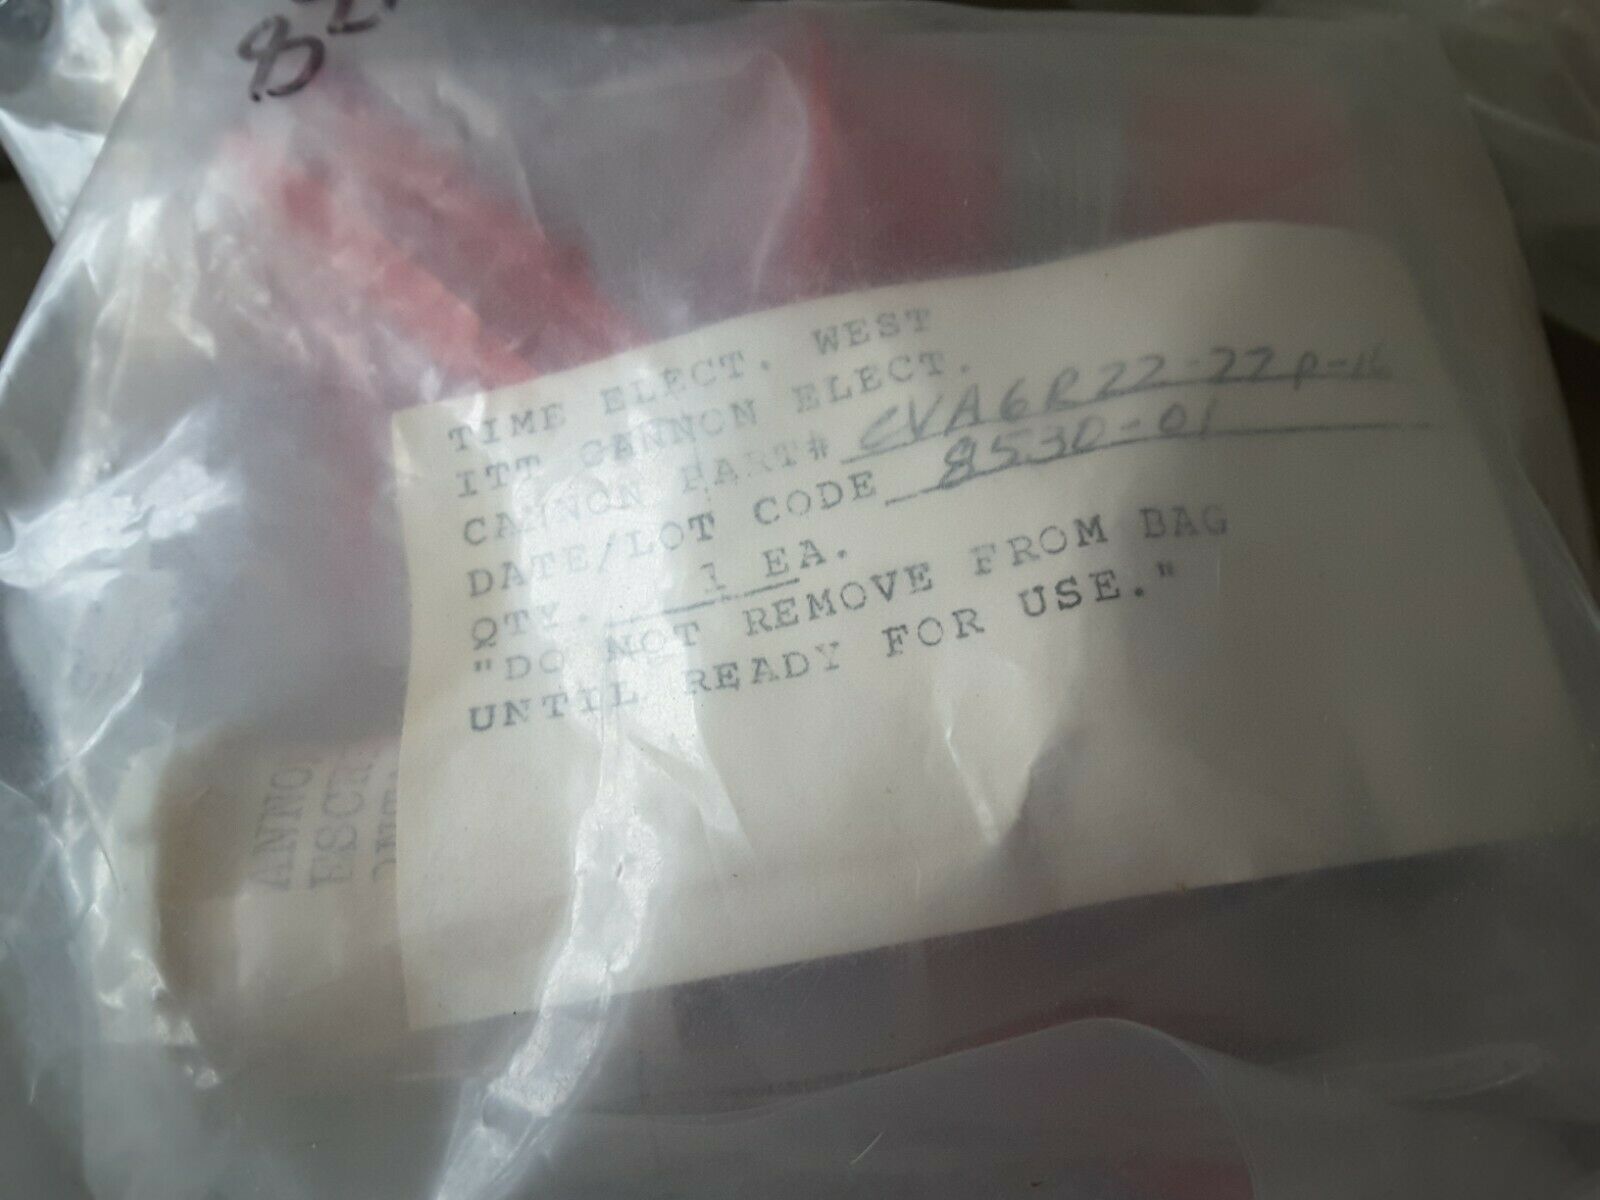 TIME ELECT. WEST
ITT CANNON ELECT.
CANNON PART# CVA6R22-22P-16
DATE/LOT CODE 8530-01
QTY. 1 EA.
"DO NOT REMOVE FROM BAG
UNTIL READY FOR USE."